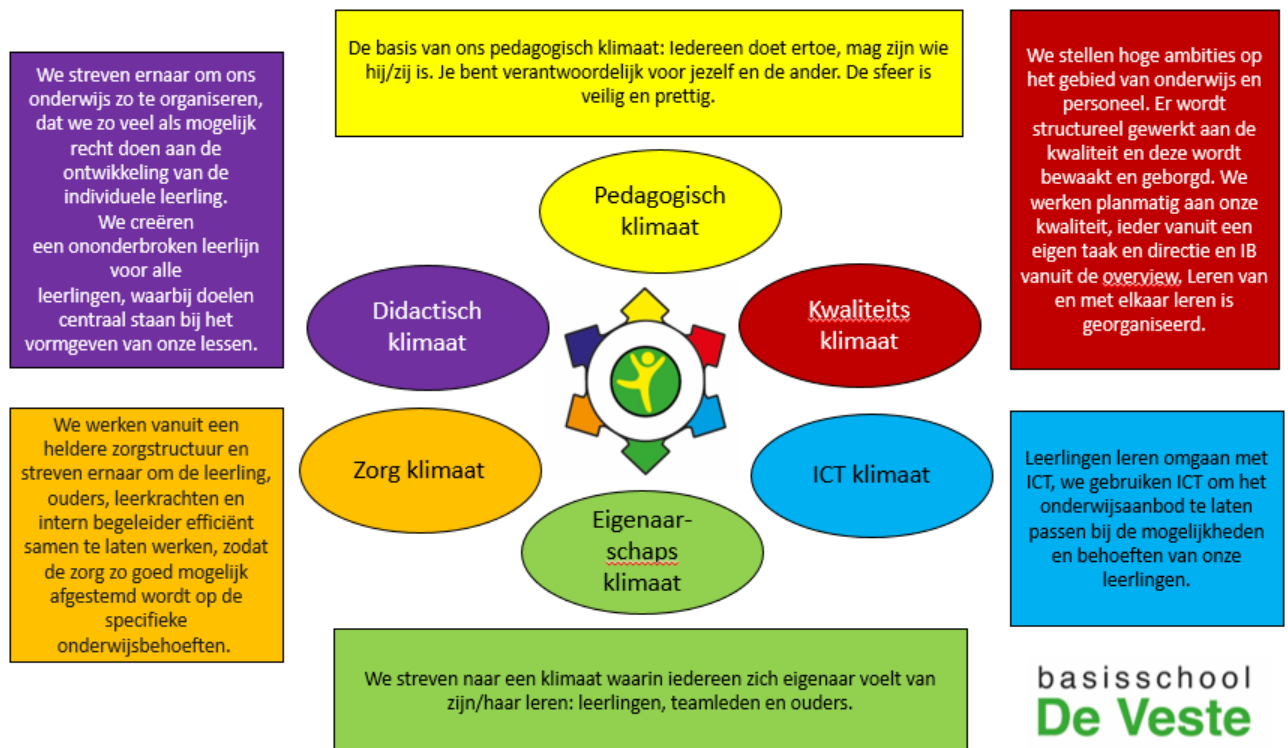 De basis van ons pedagogisch klimaat: Iedereen doet ertoe, mag zijn wie
hij/zij is. Je bent verantwoordelijk voor jezelf en de ander. De sfeer is
veilig en prettig.
We streven ernaar om ons
onderwijs zo te organiseren,
dat we zo veel als mogelijk
recht doen aan de
ontwikkeling van de
individuele leerling.
We creëren
een ononderbroken leerlijn
voor alle
leerlingen, waarbij doelen
centraal staan bij het
vormgeven van onze lessen.
We stellen hoge ambities op
het gebied van onderwijs en
personeel. Er wordt
structureel gewerkt aan de
kwaliteit en deze wordt
bewaakt en geborgd. We
werken planmatig aan onze
kwaliteit, ieder vanuit een
eigen taak en directie en IB
vanuit de overview. Leren van
en met elkaar leren is
georganiseerd.
Pedagogisch
klimaat
Didactisch
klimaat
Kwaliteits
klimaat
Zorg klimaat
ICT klimaat
Eigenaar-
schaps
klimaat
We werken vanuit een
heldere zorgstructuur en
streven ernaar om de leerling,
ouders, leerkrachten en
intern begeleider efficiënt
samen te laten werken, zodat
de zorg zo goed mogelijk
afgestemd wordt op de
specifieke
onderwijsbehoeften.
Leerlingen leren omgaan met
ICT, we gebruiken ICT om het
onderwijsaanbod te laten
passen bij de mogelijkheden
en behoeften van onze
leerlingen.
We streven naar een klimaat waarin iedereen zich eigenaar voelt van
zijn/haar leren: leerlingen, teamleden en ouders.
basisschool
De Veste